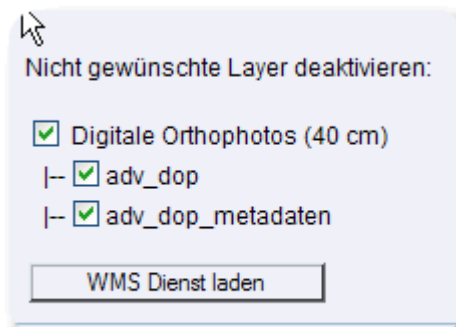 Nicht gewünschte Layer deaktivieren:
Digitale Orthophotos (40 cm)
|-- adv_dop
|-- adv_dop_metadaten
WMS Dienst laden